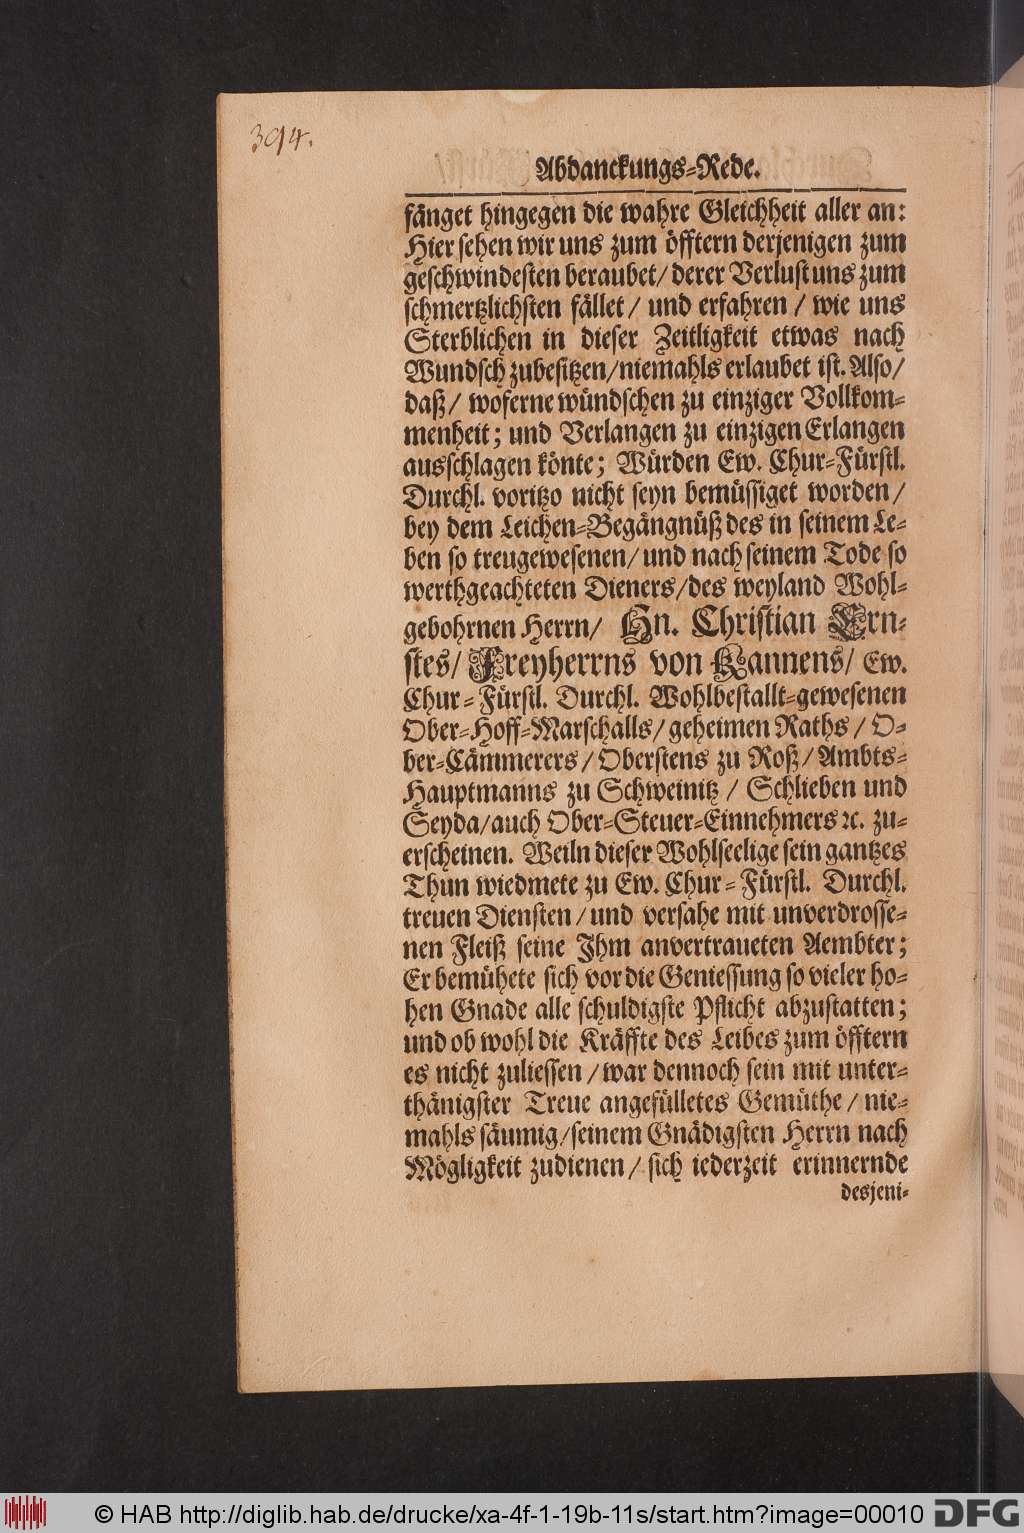 394.
Abdanckungs-Rede.
fänget hingegen die wahre Gleichheit aller an:
Hier sehen wir uns zum öfftern derjenigen zum
geschwindesten beraubet/ derer Verlust uns zum
schmertzlichsten fället/ und erfahren / wie uns
Sterblichen in dieser Zeitligkeit etwas nach
Wundsch zubesitzen/niemahls erlaubet ist. Also/
daß/ woferne wündschen zu einziger Vollkom-
menheit; und Verlangen zu einzigen Erlangen
ausschlagen könte; Würden Ew. Chur-Fürstl.
Durchl. voritzo nicht seyn bemüssiget worden/
bey dem Leichen-Begängnüß des in seinem Le-
ben so treugewesenen/ und nach seinem Tode so
werthgeachteten Dieners/des weyland Wohl-
gebohrnen Herrn/ Hn. Christian Ern-
stes/ Freyherrns von Kannens/ Ew.
Chur-Fürstl. Durchl. Wohlbestallt-gewesenen
Ober-Hoff-Marschalls/ geheimen Raths / O-
ber-Cämmerers/ Oberstens zu Roß/ Ambts-
Hauptmanns zu Schweinitz / Schlieben und
Seyda/auch Ober-Steuer-Einnehmers ꝛc. zu-
erscheinen. Weiln dieser Wohlseelige sein gantzes
Thun wiedmete zu Ew. Chur-Fürstl. Durchl.
treuen Diensten/ und versahe mit unverdrosse-
nen Fleiß seine Ihm anvertraueten Aembter;
Er bemühete sich vor die Geniessung so vieler ho-
hen Gnade alle schuldigste Pflicht abzustatten;
und ob wohl die Kräffte des Leibes zum öfftern
es nicht zuliessen / war dennoch sein mit unter-
thänigster Treue angefülletes Gemüthe / nie-
mahls säumig/seinem Gnädigsten Herrn nach
Mögligkeit zudienen/ sich iederzeit erinnernde
desjeni-
© HAB http://diglib.hab.de/drucke/xa-4f-1-19b-11s/start.htm?image=00010
DFG